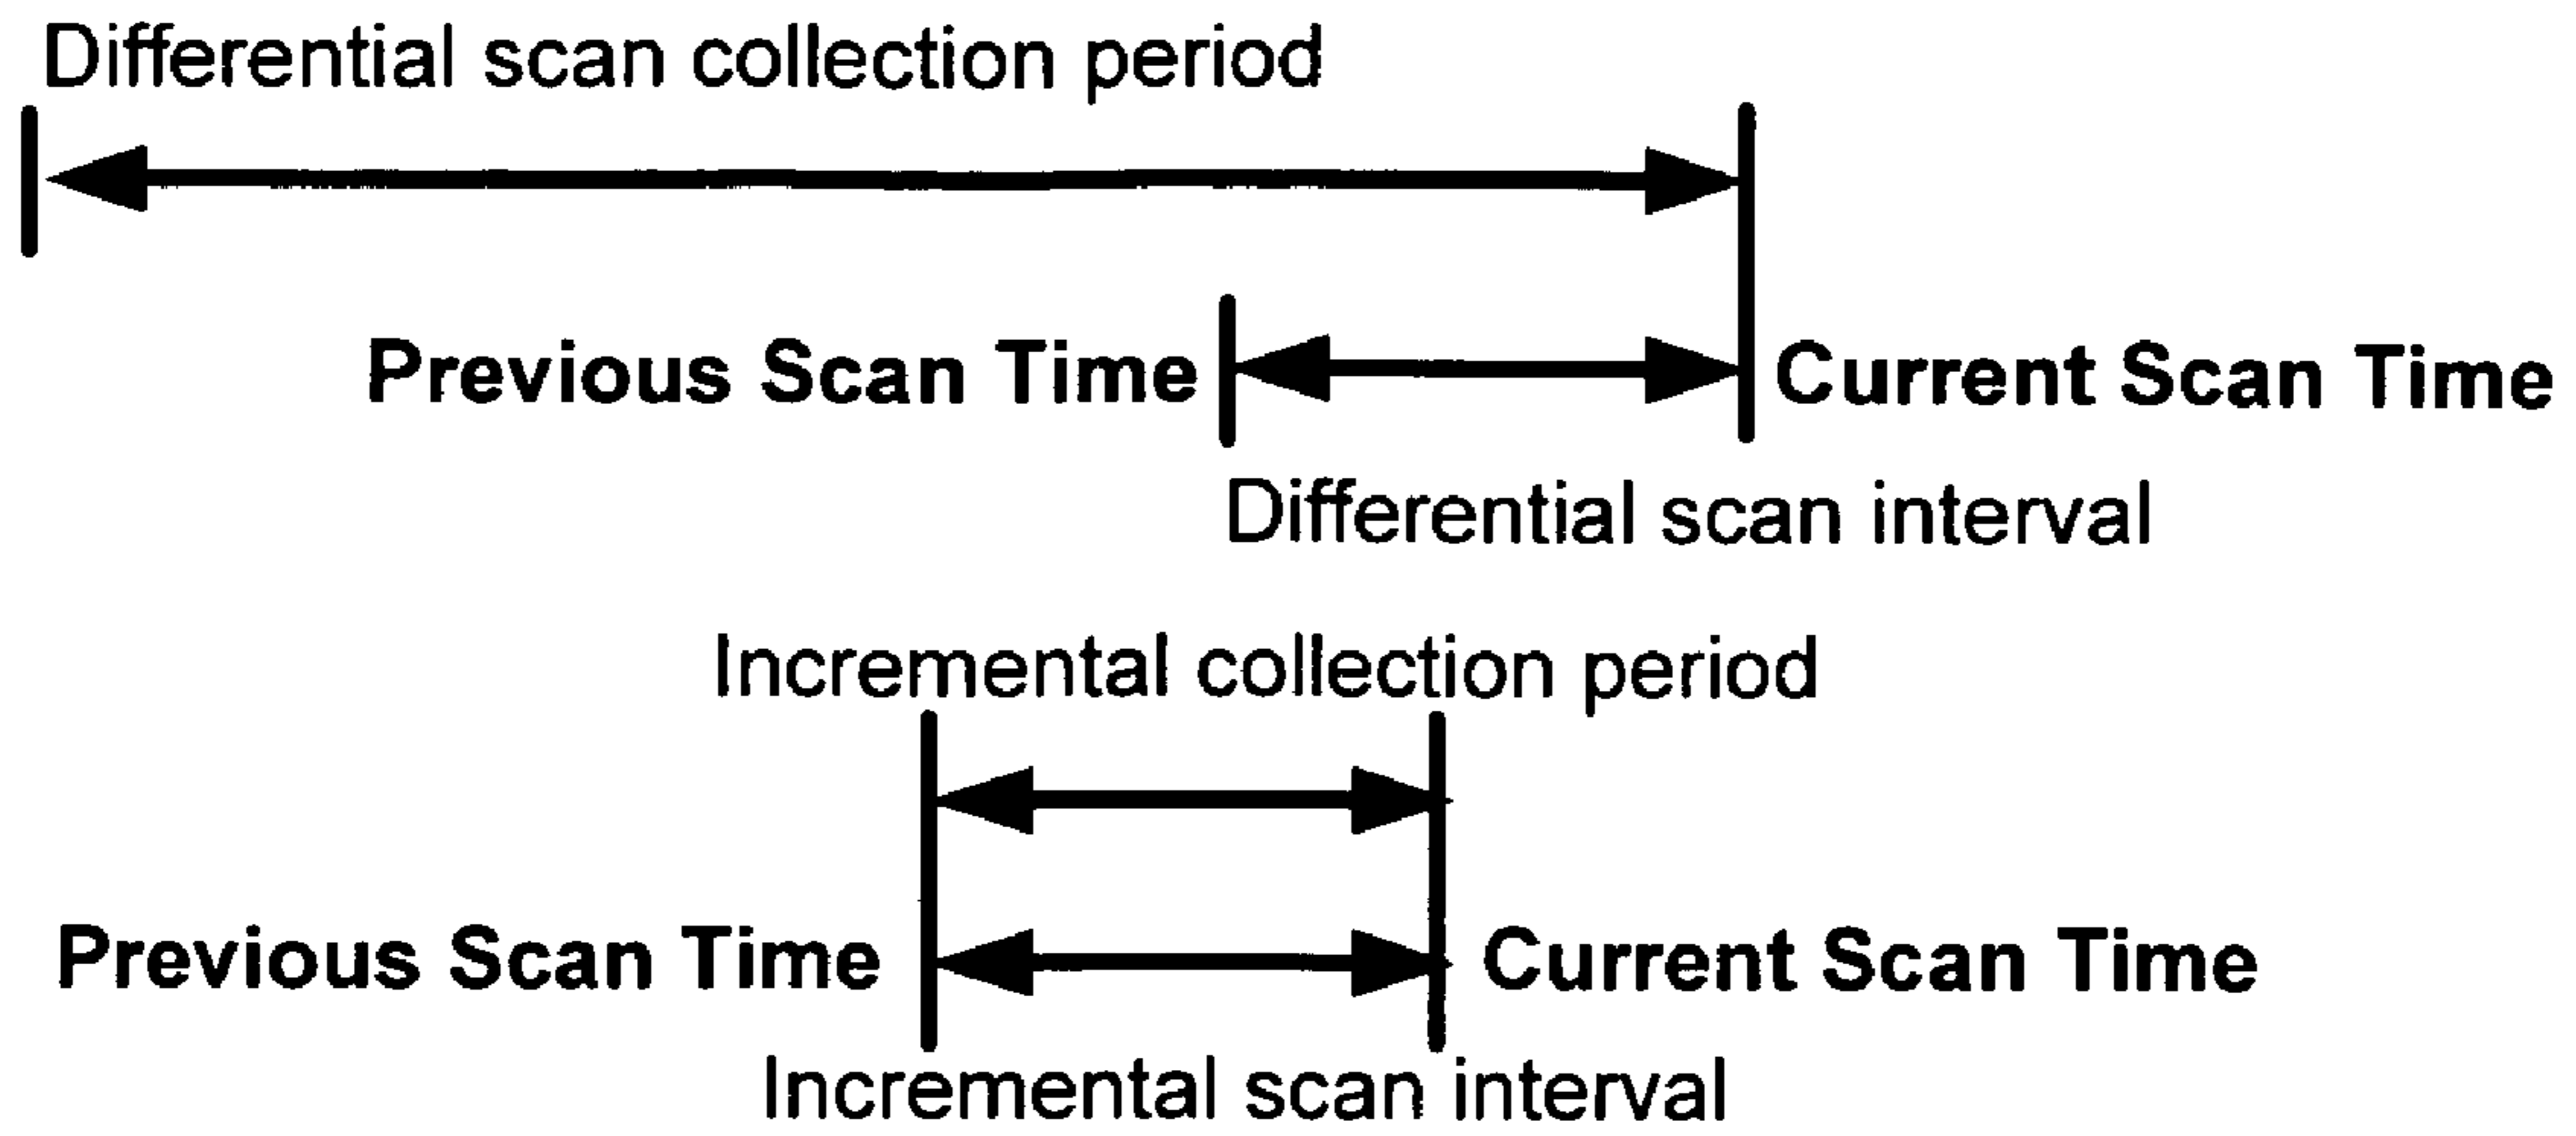 Differential scan collection period
Previous Scan Time Current Scan Time
Differential scan interval
Incremental collection period
Previous Scan Time Current Scan Time
Incremental scan interval